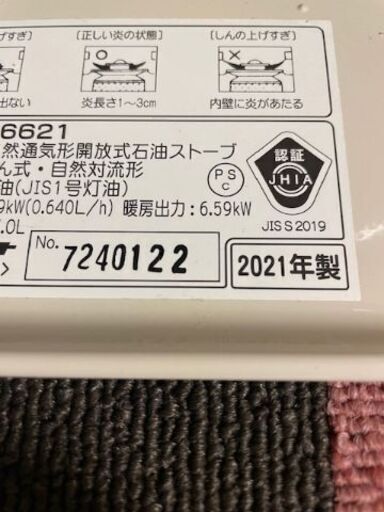 上げすぎ] [正しい炎の状態] [しんの上げすぎ]
出ない 炎長さ1~3cm 内壁に炎があたる
6621
然通気形開放式石油ストーブ
ん式・自然対流形
油(JIS1号灯油)
9kW(0.640L/h) 暖房出力:6.59kW
.0L
PS
C
認証
JHIA
JIS S 2019
No. 7240122
2021年製